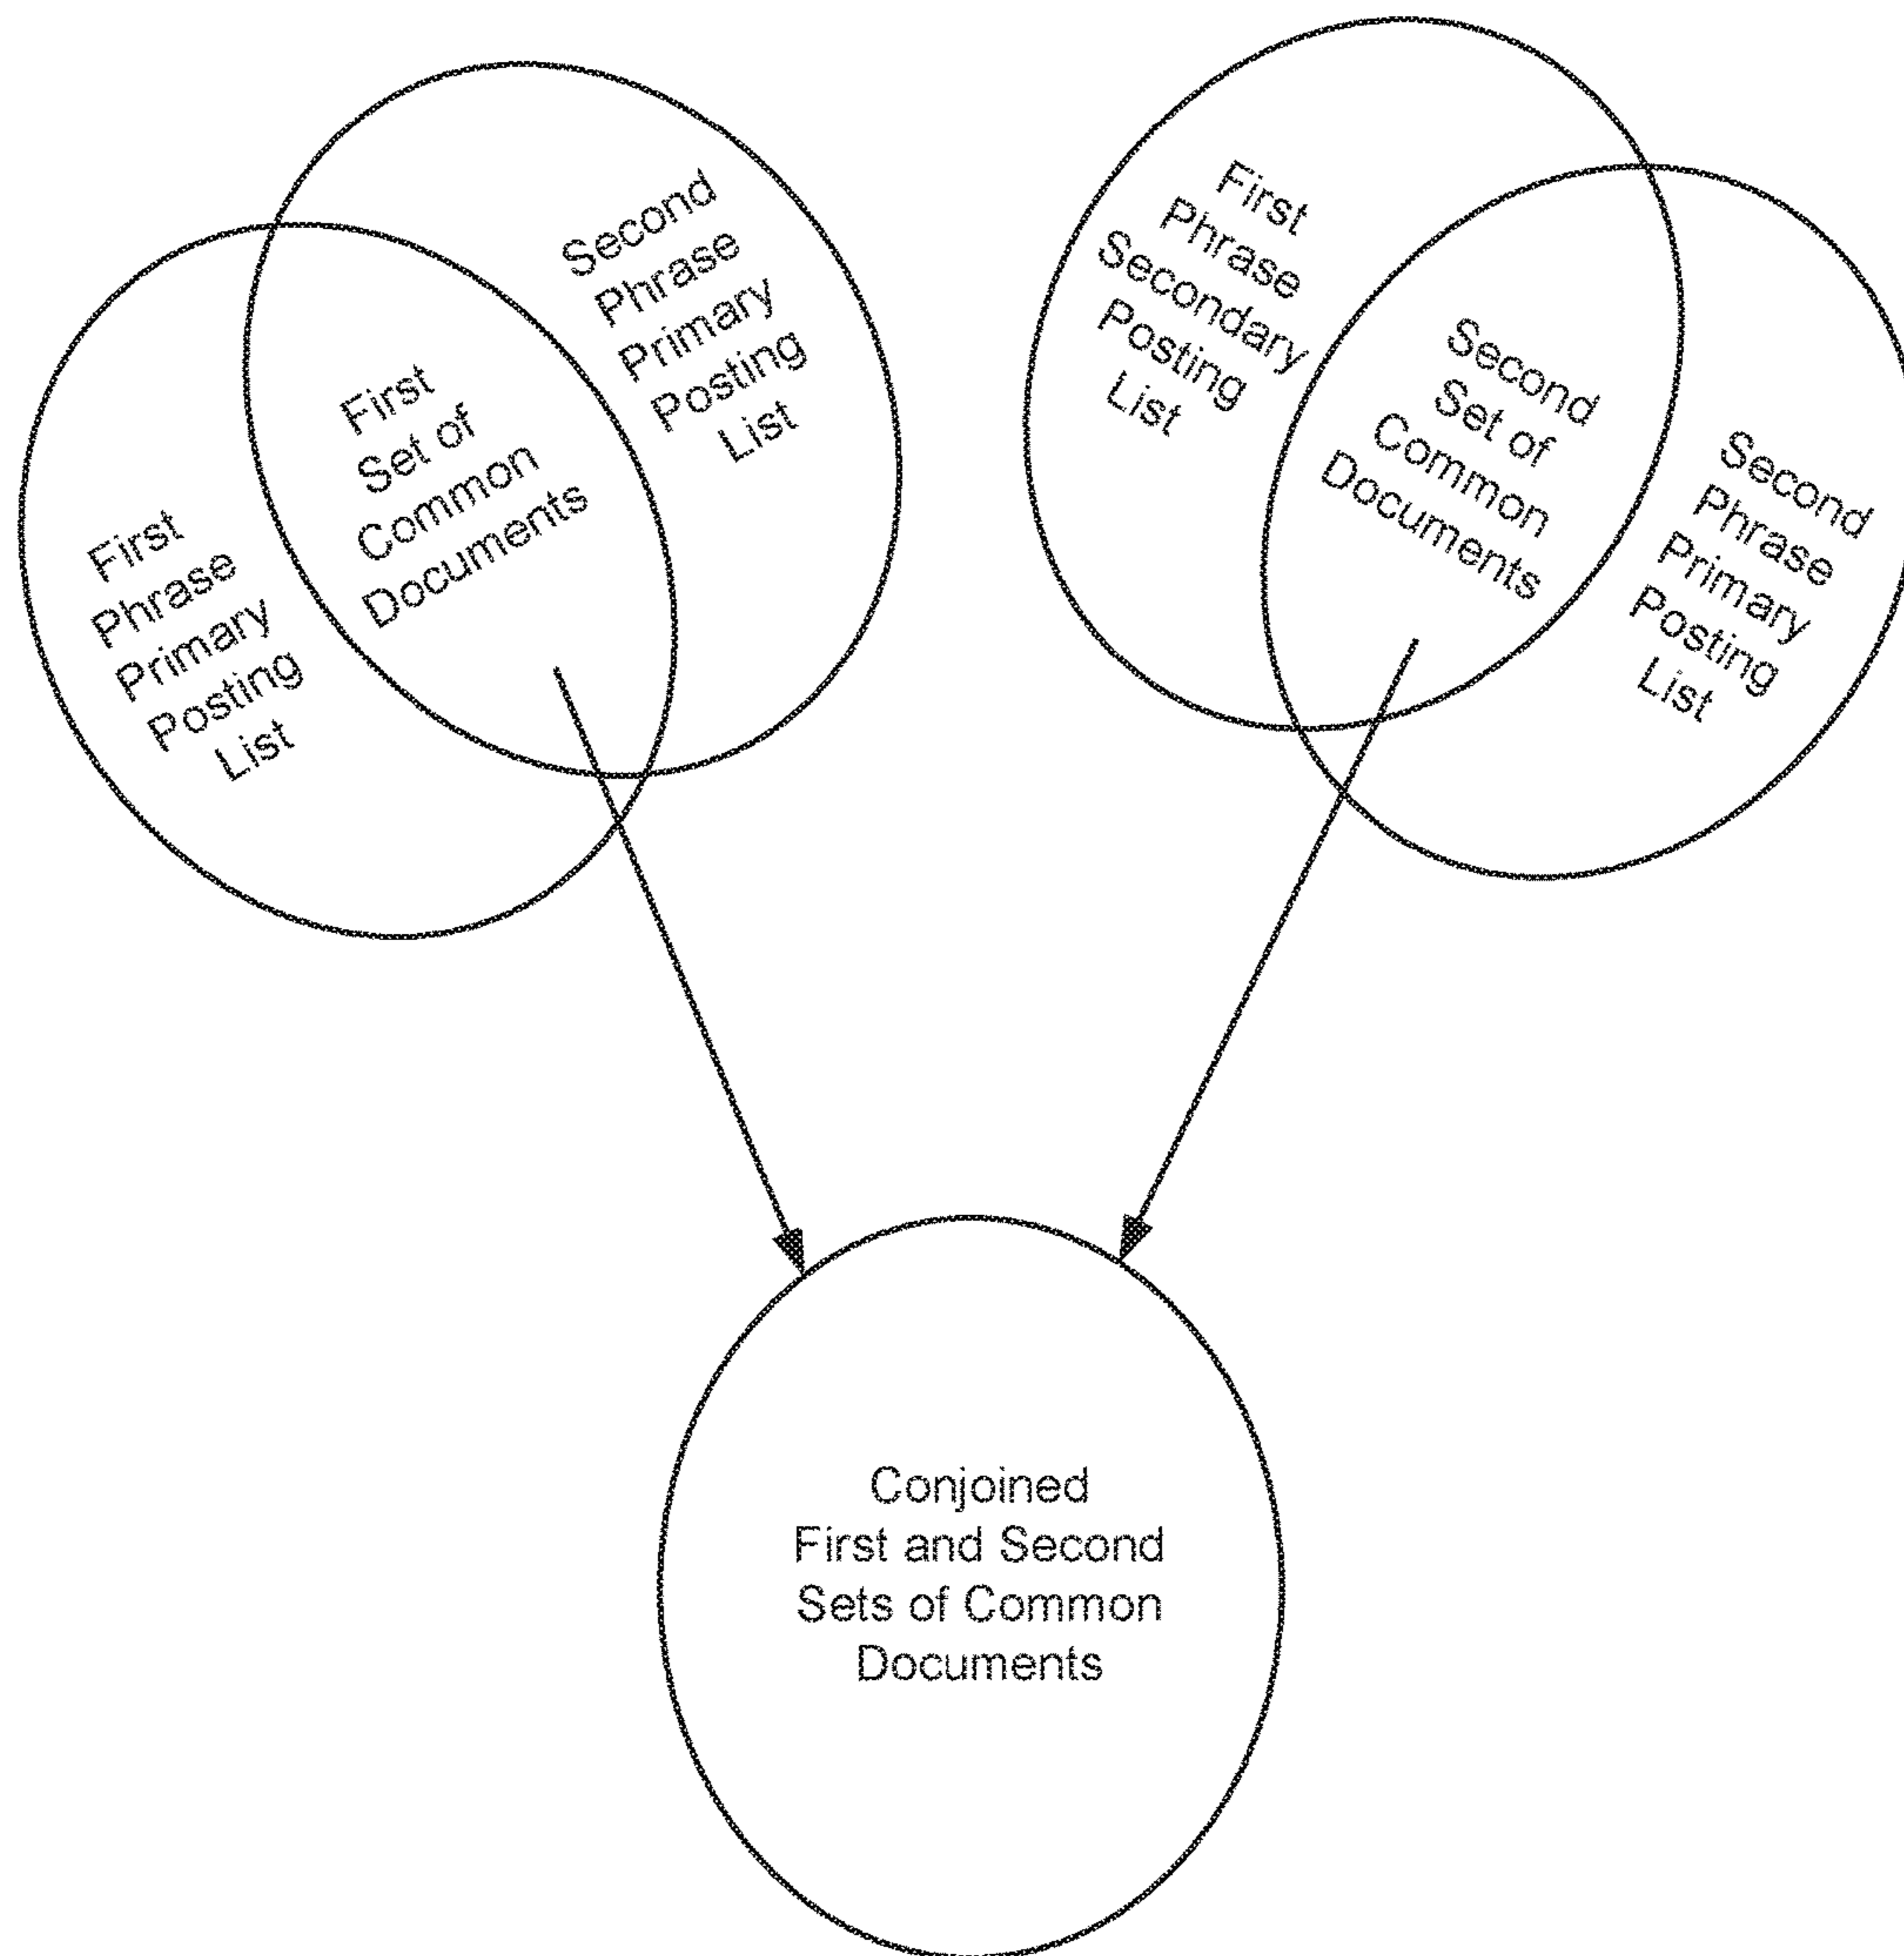 First
Phrase
Primary
Posting
List
First
Set of
Common
Documents
Second
Phrase
Primary
Posting
List
First
Phrase
Secondary
Posting
List
Second
Set of
Common
Documents
Second
Phrase
Primary
Posting
List
Conjoined
First and Second
Sets of Common
Documents